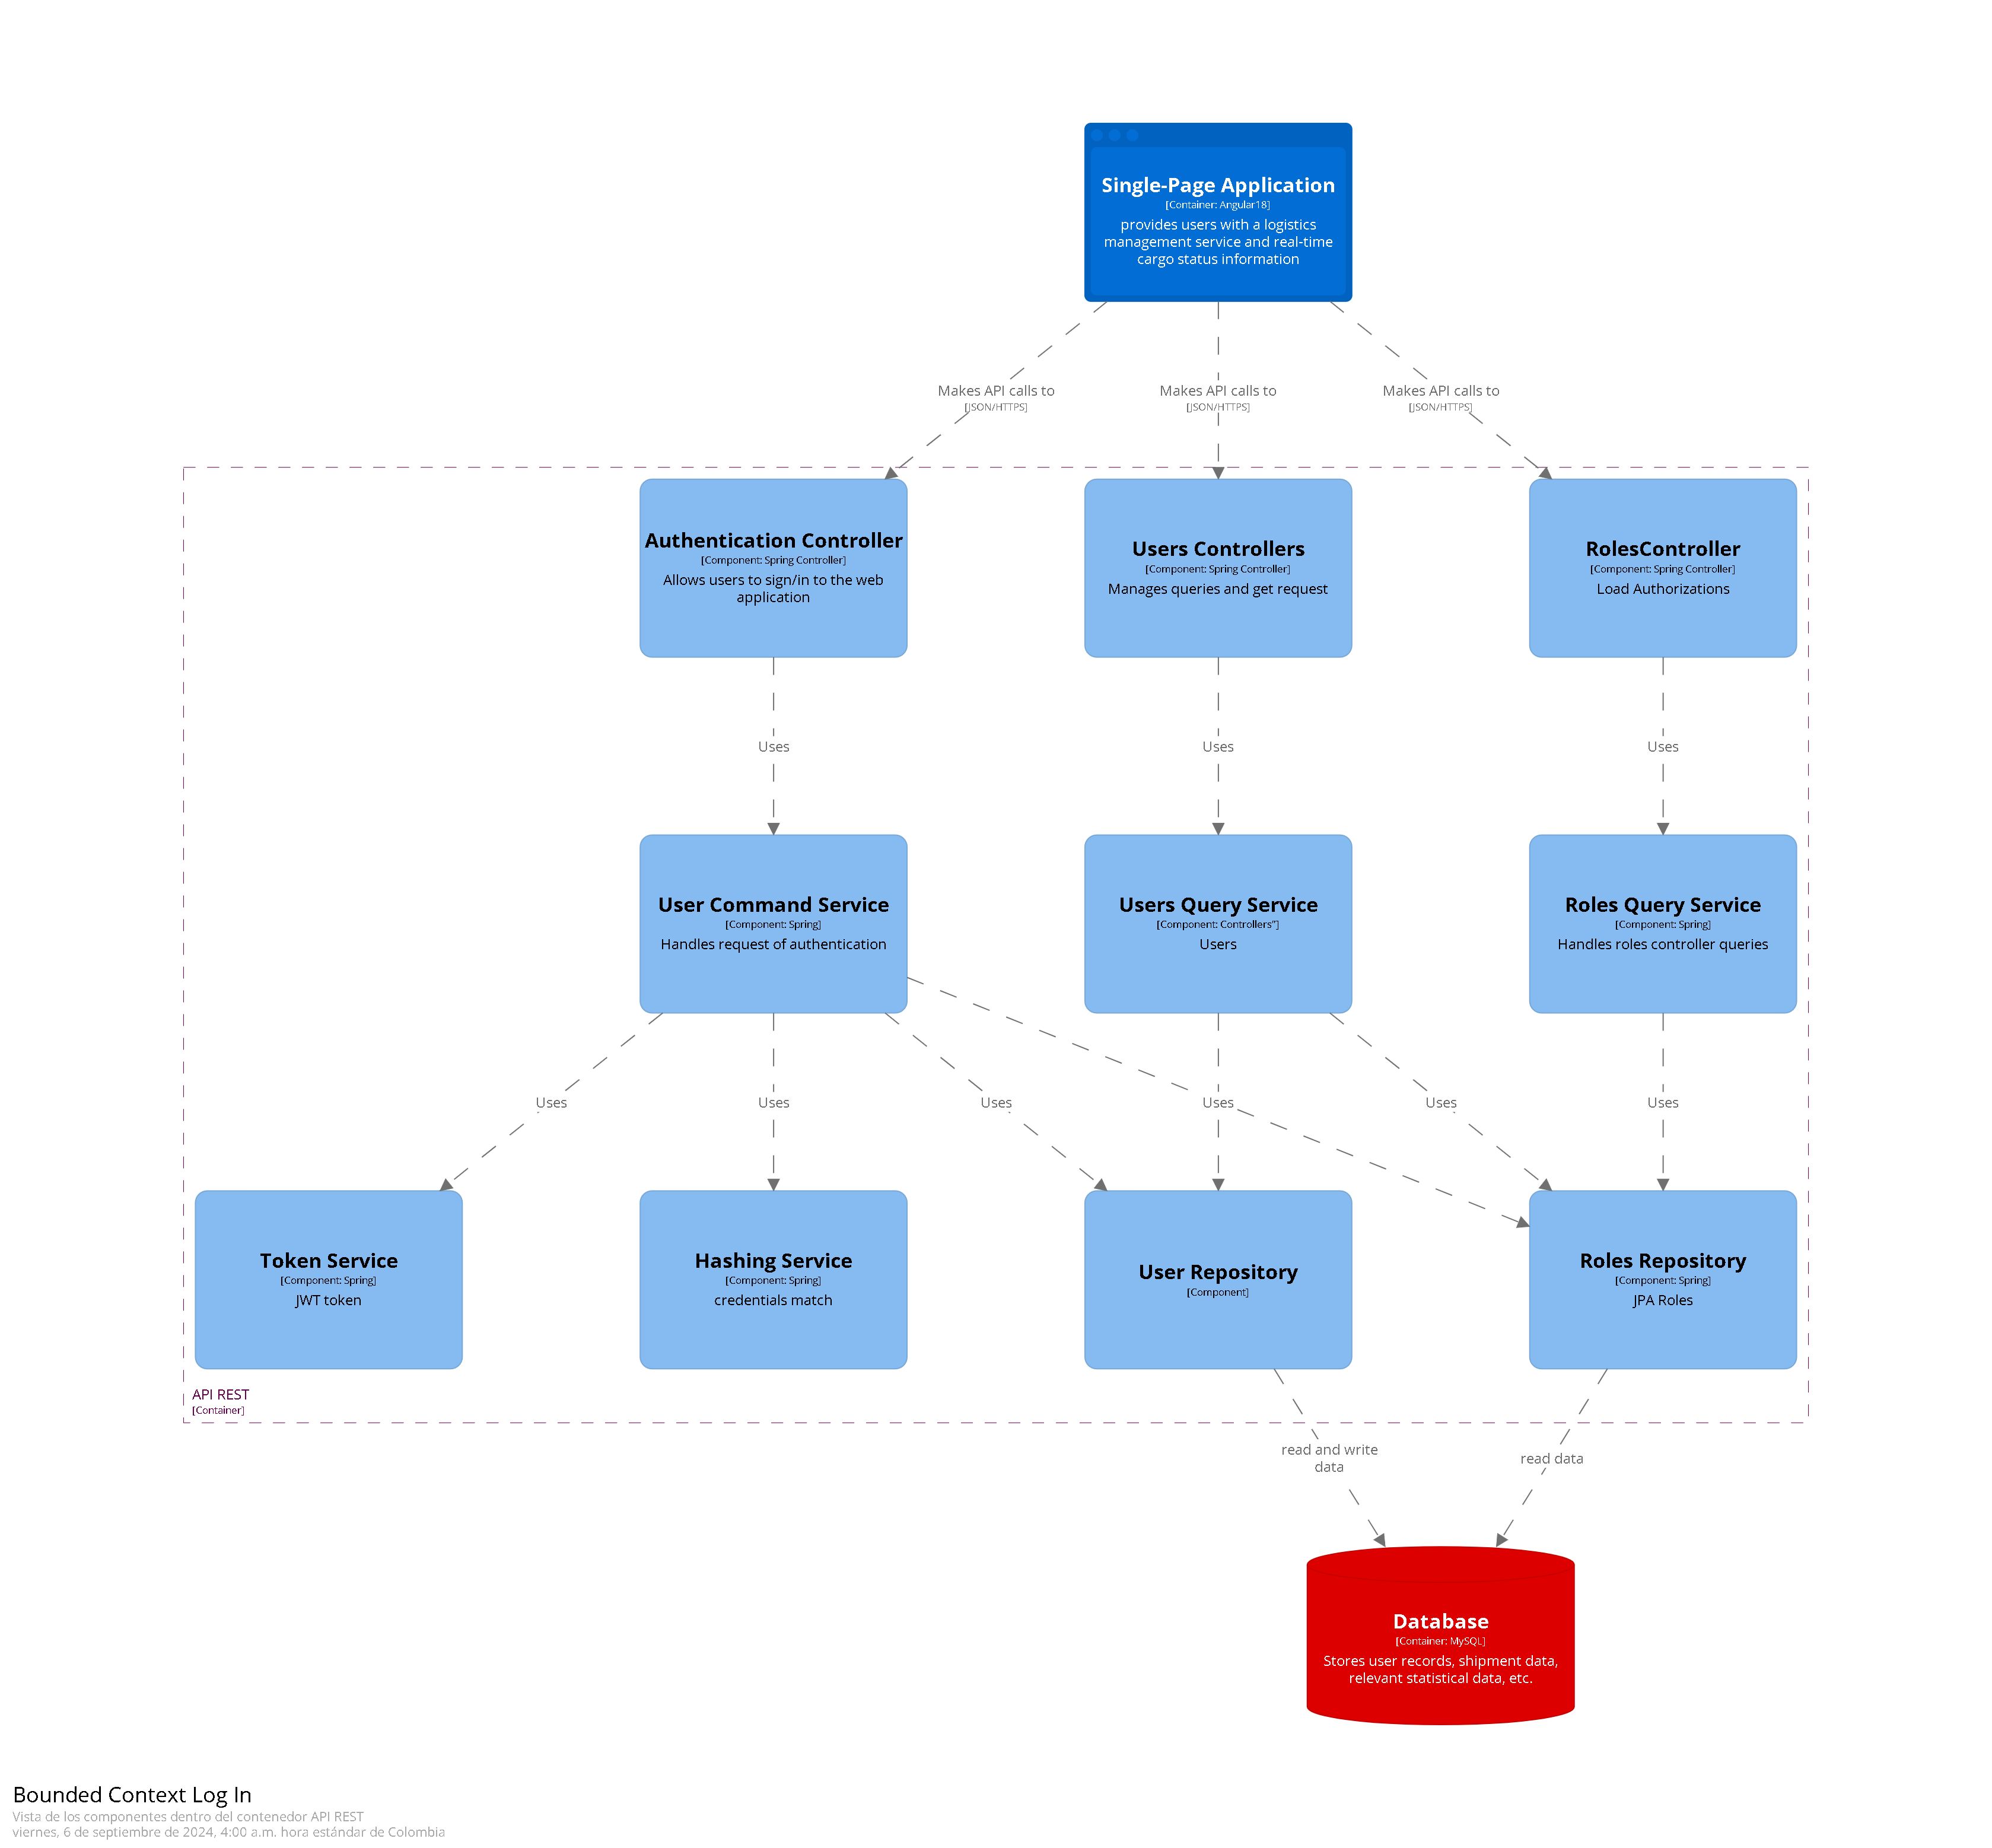 Single-Page Application
[Container: Angular18]
provides users with a logistics
management service and real-time
cargo status information
Makes API calls to
[JSON/HTTPS]
Makes API calls to
[JSON/HTTPS]
Makes API calls to
[JSON/HTTPS]
Authentication Controller
[Component: Spring Controller]
Allows users to sign/in to the web
application
Users Controllers
[Component: Spring Controller]
Manages queries and get request
RolesController
[Component: Spring Controller]
Load Authorizations
Uses
Uses
Uses
User Command Service
[Component: Spring]
Handles request of authentication
Users Query Service
[Component: Controllers"]
Users
Roles Query Service
[Component: Spring]
Handles roles controller queries
Uses
Uses
Uses
Uses
Uses
Uses
Token Service
[Component: Spring]
JWT token
Hashing Service
[Component: Spring]
credentials match
User Repository
[Component]
Roles Repository
[Component: Spring]
JPA Roles
API REST
[Container]
read and write
data
read data
Database
[Container: MySQL]
Stores user records, shipment data,
relevant statistical data, etc.
Bounded Context Log In
Vista de los componentes dentro del contenedor API REST
viernes, 6 de septiembre de 2024, 4:00 a.m. hora estándar de Colombia